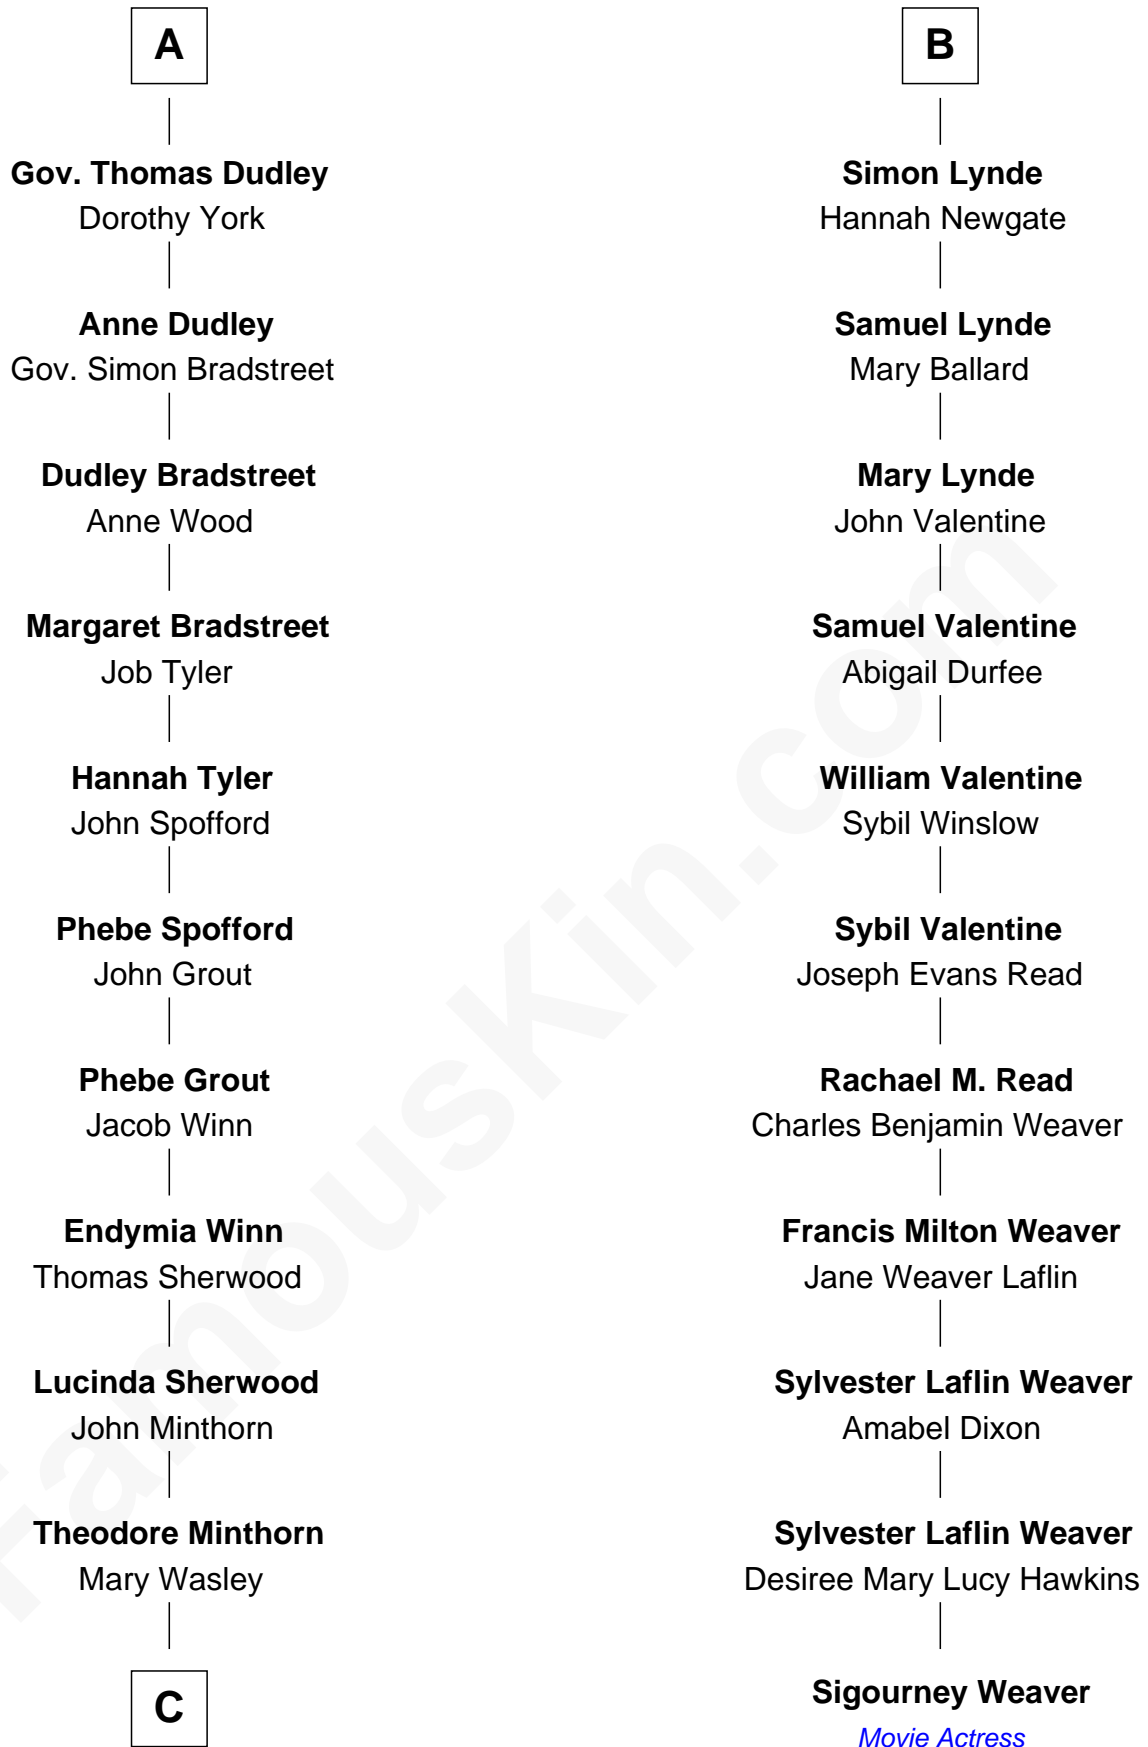 A
Gov. Thomas Dudley
Dorothy York
Anne Dudley
Gov. Simon Bradstreet
Dudley Bradstreet
Anne Wood
Margaret Bradstreet
Job Tyler
Hannah Tyler
John Spofford
Phebe Spofford
John Grout
Phebe Grout
Jacob Winn
Endymia Winn
Thomas Sherwood
Lucinda Sherwood
John Minthorn
Theodore Minthorn
Mary Wasley
C
B
Simon Lynde
Hannah Newgate
Samuel Lynde
Mary Ballard
Mary Lynde
John Valentine
Samuel Valentine
Abigail Durfee
William Valentine
Sybil Winslow
Sybil Valentine
Joseph Evans Read
Rachael M. Read
Charles Benjamin Weaver
Francis Milton Weaver
Jane Weaver Laflin
Sylvester Laflin Weaver
Amabel Dixon
Sylvester Laflin Weaver
Desiree Mary Lucy Hawkins
Sigourney Weaver
Movie Actress
FamousKin.com